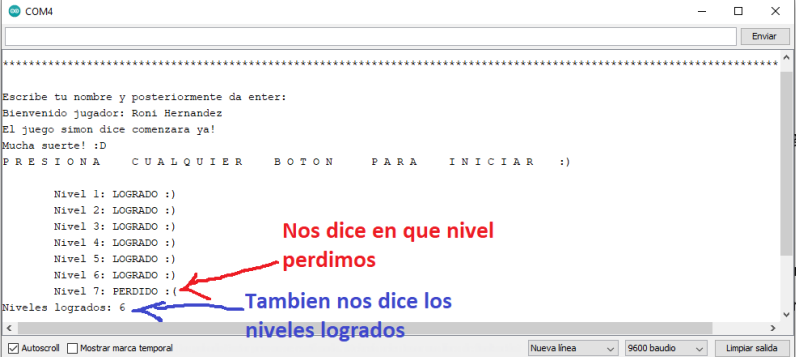 COM4
Enviar
******************************************************************************************************************************
Escribe tu nombre y posteriormente da enter:
Bienvenido jugador: Roni Hernandez
El juego simon dice comenzara ya!
Mucha suerte! :D
P R E S I O N A     C U A L Q U I E R     B O T O N     P A R A     I N I C I A R     :)
Nivel 1: LOGRADO :)
Nivel 2: LOGRADO :)
Nivel 3: LOGRADO :)
Nivel 4: LOGRADO :)
Nivel 5: LOGRADO :)
Nivel 6: LOGRADO :)
Nivel 7: PERDIDO :(
Niveles logrados: 6
Nos dice en que nivel
perdimos
Tambien nos dice los
niveles logrados
Autoscroll
Mostrar marca temporal
Nueva línea
9600 baudio
Limpiar salida